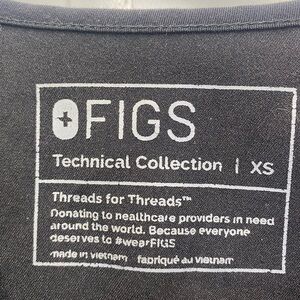 FIGS
Technical Collection | XS
Threads for Threads™
Donating to healthcare providers in need
around the world. Because everyone
deserves to #wearFIGS
made in vietnam fabriqué au vietnam